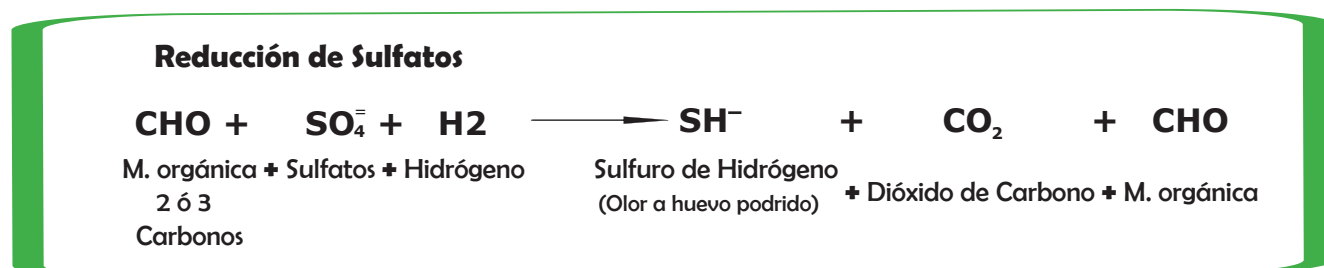 Reducción de Sulfatos
CHO + SO₄⁼ + H2 → SH⁻ + CO₂ + CHO
M. orgánica + Sulfatos + Hidrógeno Sulfuro de Hidrógeno + Dióxido de Carbono + M. orgánica
2 ó 3 (Olor a huevo podrido)
Carbonos